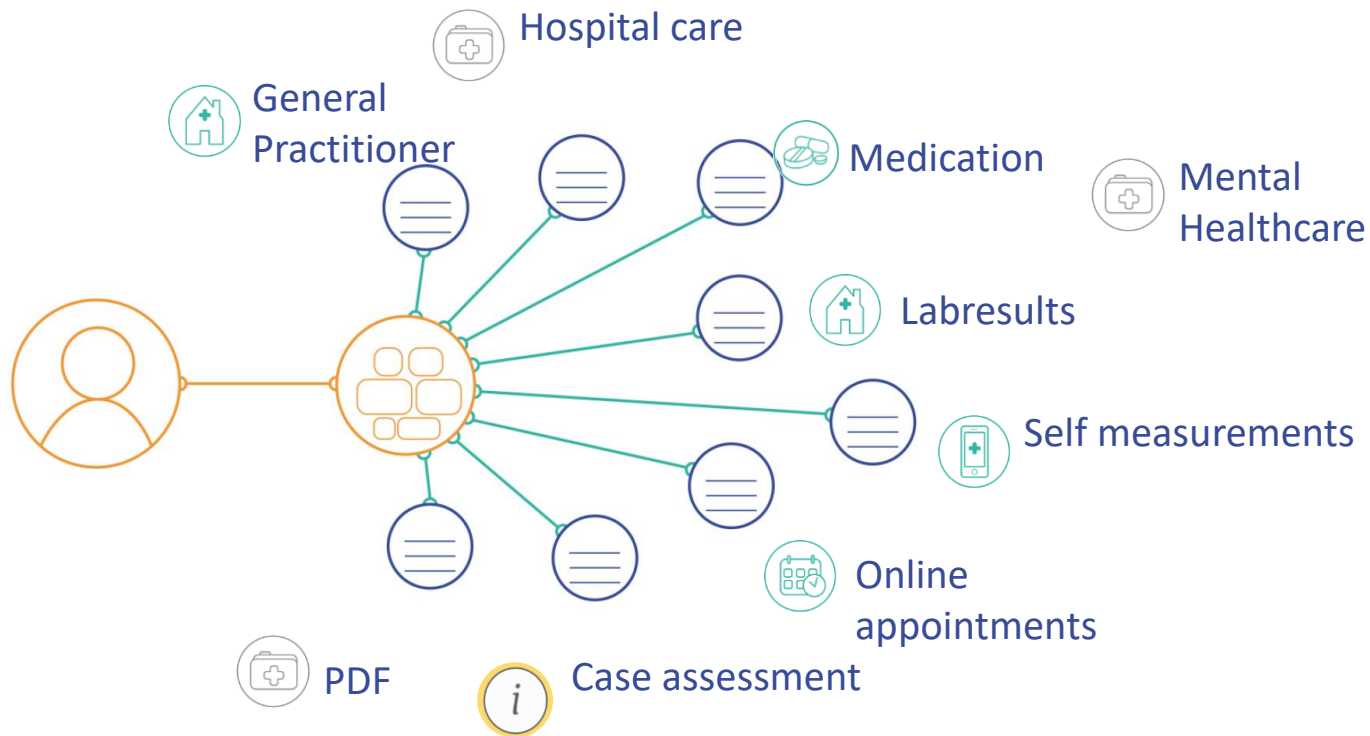 Hospital care
General
Practitioner
Medication
Mental
Healthcare
Labresults
Self measurements
Online
appointments
PDF
Case assessment
i